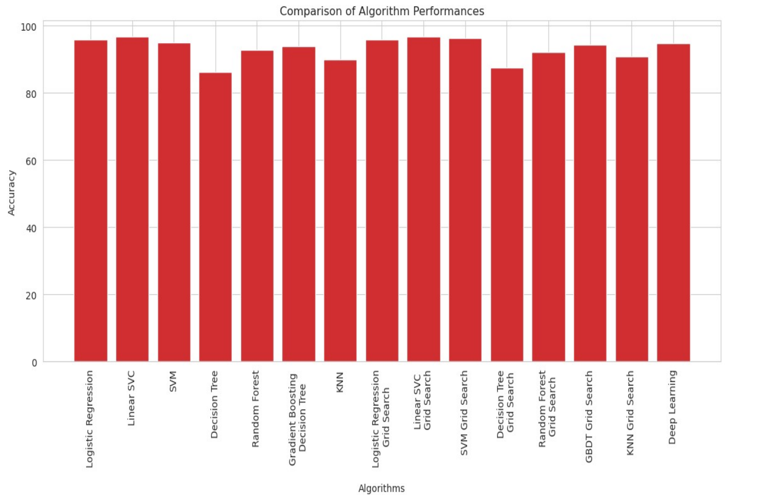 Comparison of Algorithm Performances
100
80
60
40
20
0
Accuracy
Logistic Regression
Linear SVC
SVM
Decision Tree
Random Forest
Gradient Boosting
Decision Tree
KNN
Logistic Regression
Grid Search
Linear SVC
Grid Search
SVM Grid Search
Decision Tree
Grid Search
Random Forest
Grid Search
GBDT Grid Search
KNN Grid Search
Deep Learning
Algorithms